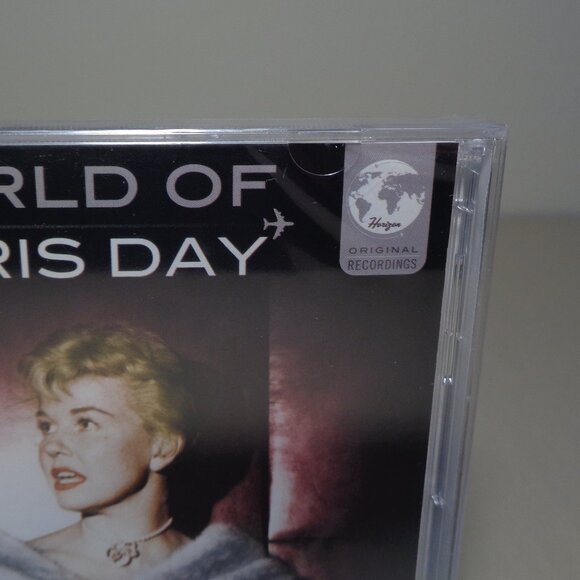 RLD OF
RIS DAY
Horizon
ORIGINAL
RECORDINGS